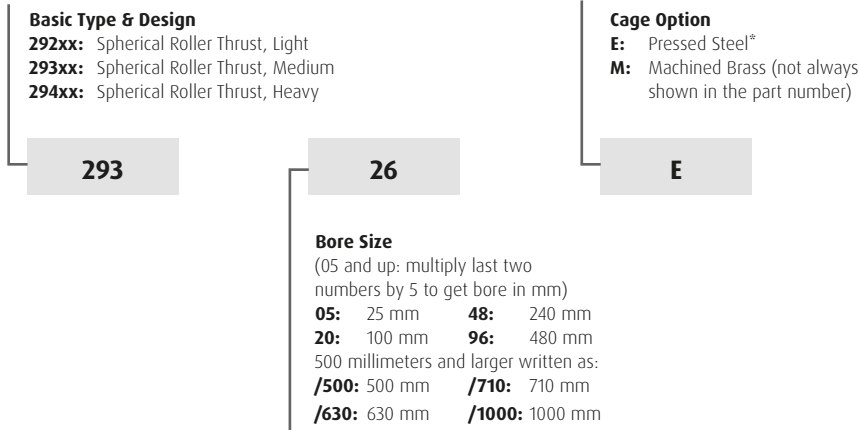 Basic Type & Design
292xx: Spherical Roller Thrust, Light
293xx: Spherical Roller Thrust, Medium
294xx: Spherical Roller Thrust, Heavy
Cage Option
E: Pressed Steel*
M: Machined Brass (not always
shown in the part number)
293
26
E
Bore Size
(05 and up: multiply last two
numbers by 5 to get bore in mm)
05: 25 mm 48: 240 mm
20: 100 mm 96: 480 mm
500 millimeters and larger written as:
/500: 500 mm /710: 710 mm
/630: 630 mm /1000: 1000 mm